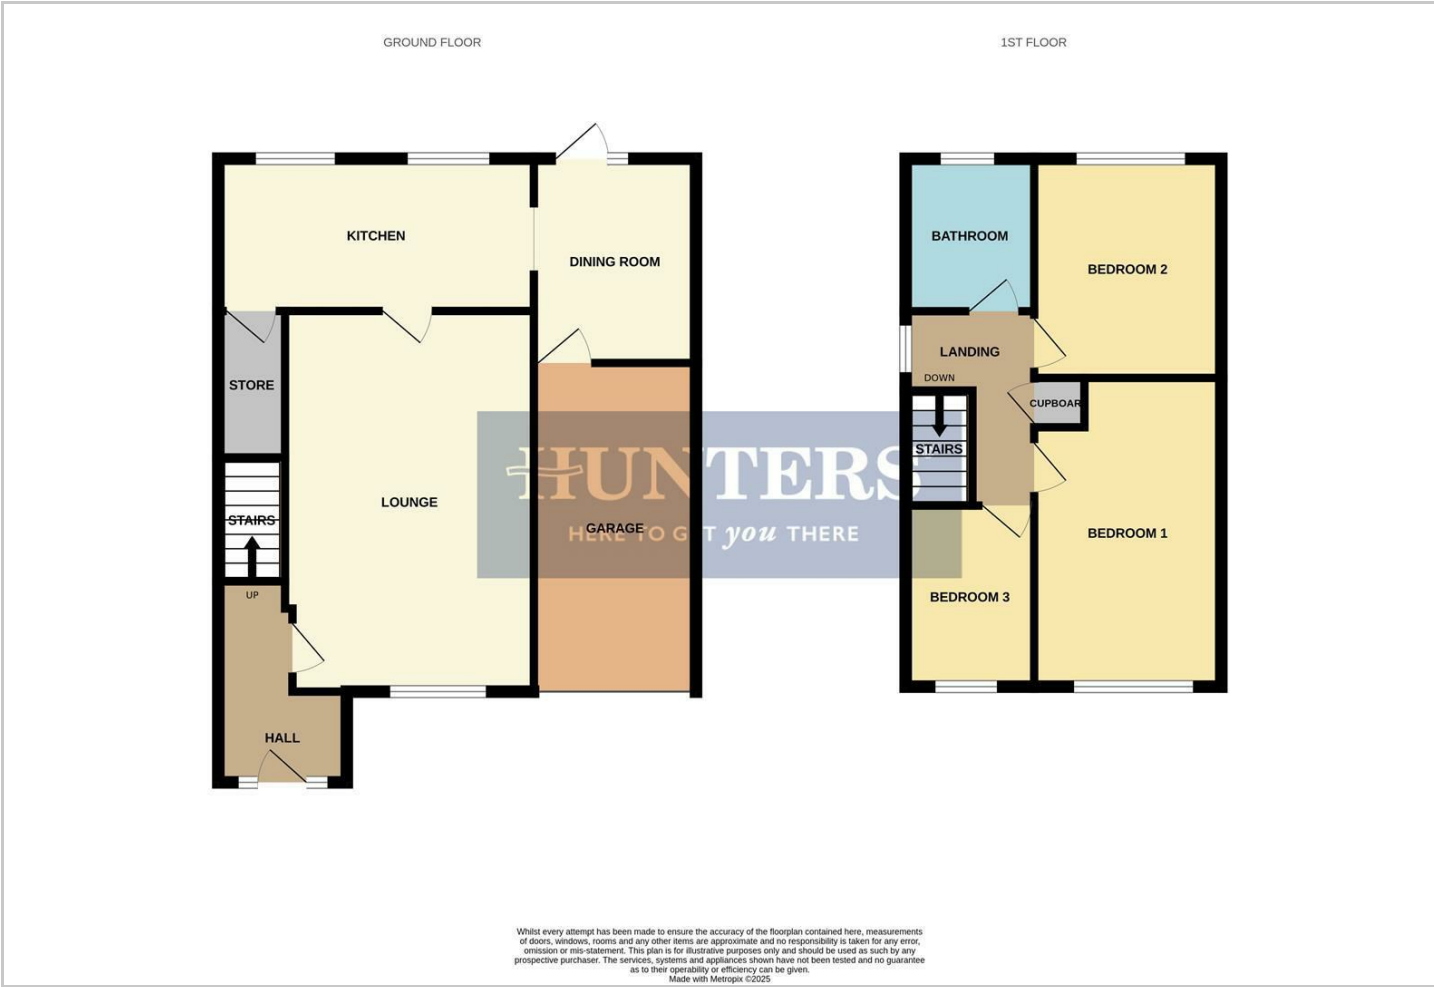 GROUND FLOOR
1ST FLOOR
KITCHEN
DINING ROOM
STORE
LOUNGE
STAIRS
UP
GARAGE
HALL
BATHROOM
BEDROOM 2
LANDING
DOWN
CUPBOAR
STAIRS
BEDROOM 1
BEDROOM 3
HUNTERS
HERE TO GET you THERE
Whilst every attempt has been made to ensure the accuracy of the floorplan contained here, measurements
of doors, windows, rooms and any other items are approximate and no responsibility is taken for any error,
omission or mis-statement. This plan is for illustrative purposes only and should be used as such by any
prospective purchaser. The services, systems and appliances shown have not been tested and no guarantee
as to their operability or efficiency can be given.
Made with Metropix ©2025